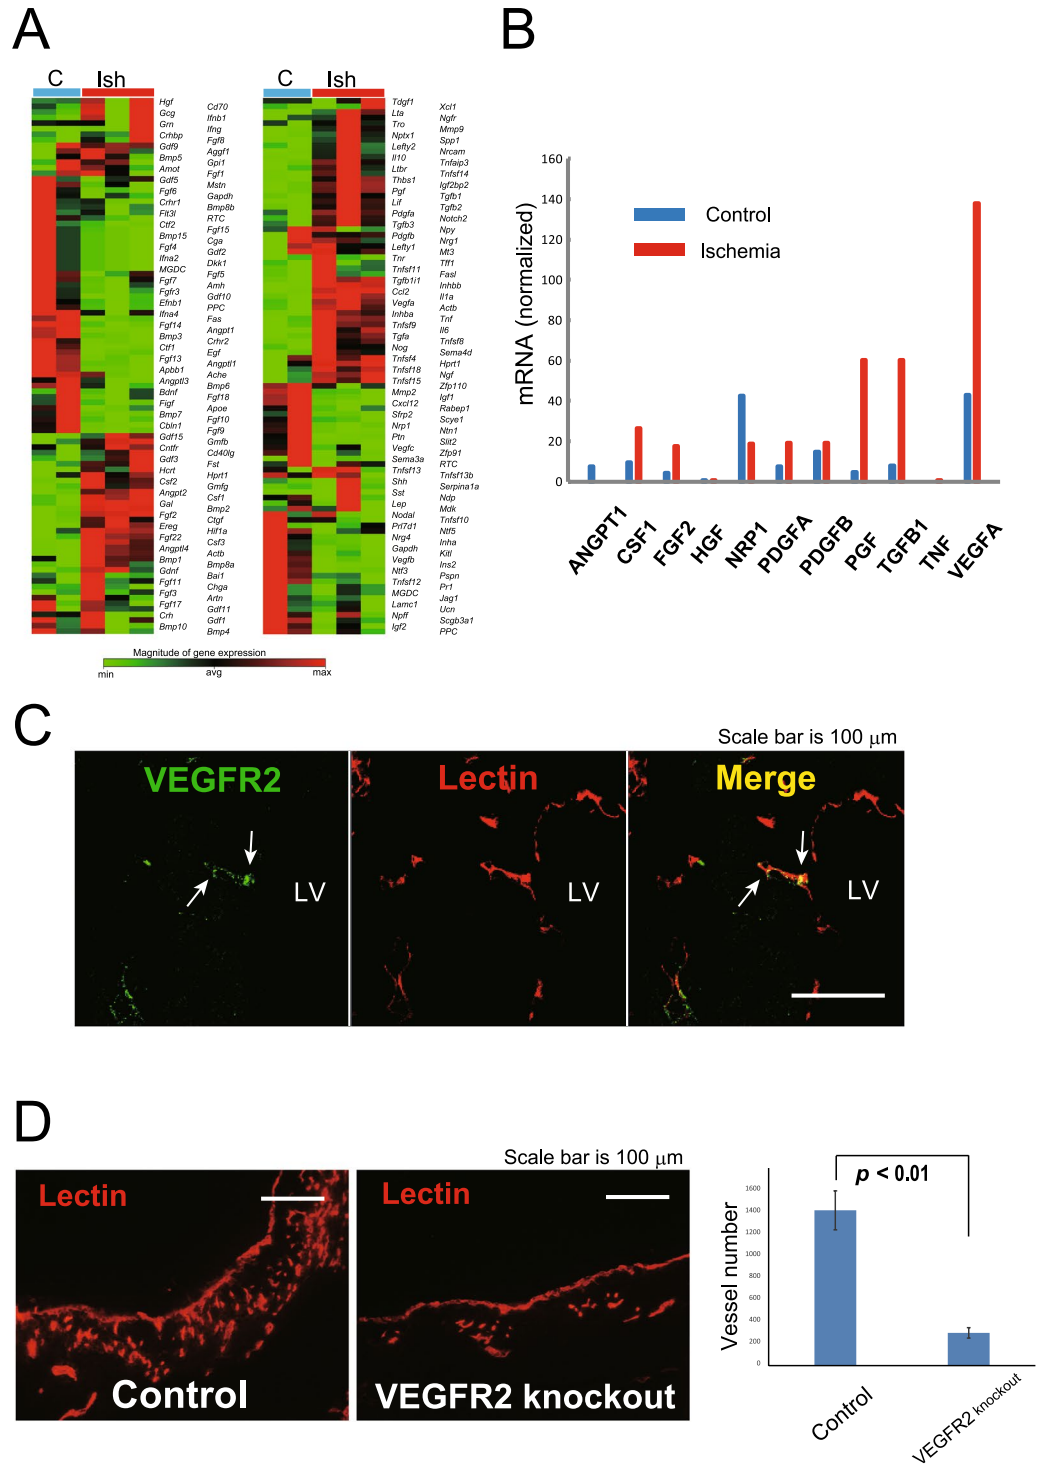 A
C Ish
Hgf
Cd70
Gcg
Ifnb1
Grn
Ifng
Crhbp
Fgf8
Gdf9
Aggf1
Bmp5
Gpi1
Amot
Fgf1
Gdf5
Mstn
Fgf6
Gapdh
Crhr1
Bmp8b
Flt3l
RTC
Ctf2
Fgf15
Bmp15
Cga
Fgf4
Gdf2
Ifna2
Dkk1
MGDC
Fgf5
Fgf7
Amh
Fgfr3
Gdf10
Efnb1
PPC
Ifna4
Fas
Fgf14
Angpt1
Bmp3
Crhr2
Ctf1
Egf
Fgf13
Angptl1
Apbb1
Ache
Angptl3
Bmp6
Bdnf
Fgf18
Figf
Apoe
Bmp7
Fgf10
Cbln1
Fgf9
Gdf15
Gmfb
Cntfr
Cd40lg
Gdf3
Fst
Hcrt
Hprt1
Csf2
Gmfg
Angpt2
Csf1
Gal
Bmp2
Fgf2
Ctgf
Ereg
Hif1a
Fgf22
Csf3
Angptl4
Actb
Bmp1
Bmp8a
Gdnf
Bai1
Fgf11
Chga
Fgf3
Artn
Fgf17
Gdf11
Crh
Gdf1
Bmp10
Bmp4
C Ish
Tdgf1
Xcl1
Lta
Ngfr
Tro
Mmp9
Nptx1
Spp1
Lefty2
Nrcam
Il10
Tnfaip3
Ltbr
Tnfsf14
Thbs1
Igf2bp2
Pgf
Tgfb1
Lif
Tgfb2
Pdgfa
Notch2
Tgfb3
Npy
Pdgfb
Nrg1
Lefty1
Mt3
Tnr
Tff1
Tnfsf11
Fasl
Tgfb1i1
Inhbb
Ccl2
Il1a
Vegfa
Actb
Inhba
Tnf
Tnfsf9
Il6
Tgfa
Tnfsf8
Nog
Sema4d
Tnfsf4
Hprt1
Tnfsf18
Ngf
Tnfsf15
Zfp110
Mmp2
Igf1
Cxcl12
Rabep1
Sfrp2
Scye1
Nrp1
Ntn1
Ptn
Slit2
Vegfc
Zfp91
Sema3a
RTC
Tnfsf13
Tnfsf13b
Shh
Serpina1a
Sst
Ndp
Lep
Mdk
Nodal
Tnfsf10
Prl7d1
Ntf5
Nrg4
Inha
Gapdh
Kitl
Vegfb
Ins2
Ntf3
Pspn
Tnfsf12
Pr1
MGDC
Jag1
Lamc1
Ucn
Npff
Scgb3a1
Igf2
PPC
Magnitude of gene expression
min avg max
B
mRNA (normalized)
160
140
120
100
80
60
40
20
0
Control
Ischemia
ANGPT1
CSF1
FGF2
HGF
NRP1
PDGFA
PDGFB
PGF
TGFB1
TNF
VEGFA
C
Scale bar is 100 μm
VEGFR2
LV
Lectin
LV
Merge
LV
D
Scale bar is 100 μm
Lectin
Control
Lectin
VEGFR2 knockout
Vessel number
p < 0.01
1600
1400
1200
1000
800
600
400
200
0
Control
VEGFR2 knockout